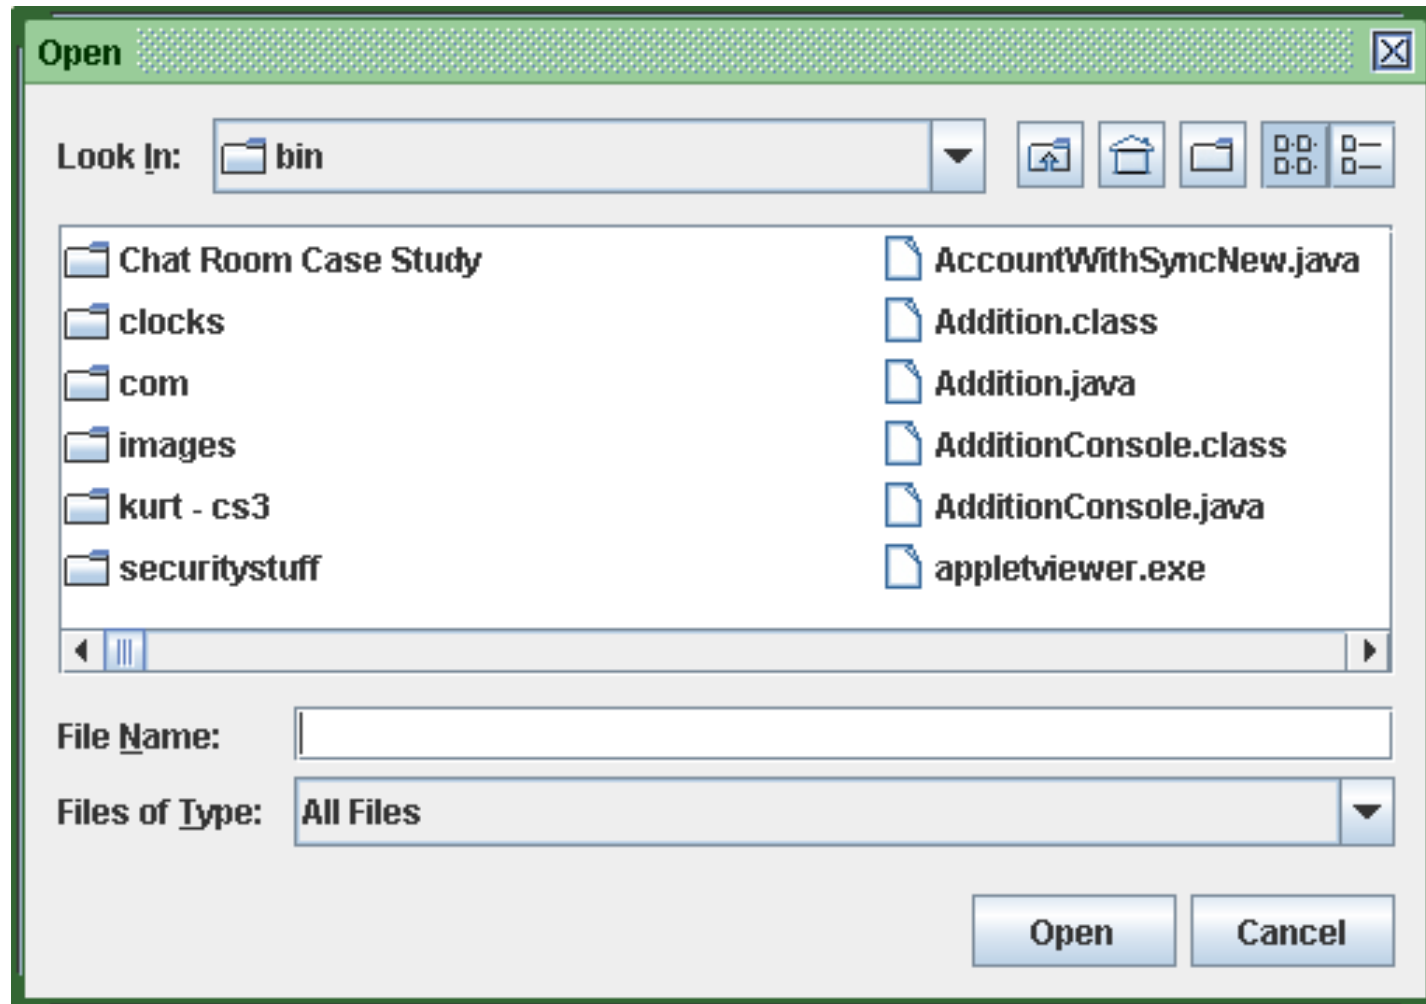 Open
Look In: bin
Chat Room Case Study
clocks
com
images
kurt - cs3
securitystuff
AccountWithSyncNew.java
Addition.class
Addition.java
AdditionConsole.class
AdditionConsole.java
appletviewer.exe
File Name:
Files of Type: All Files
Open Cancel